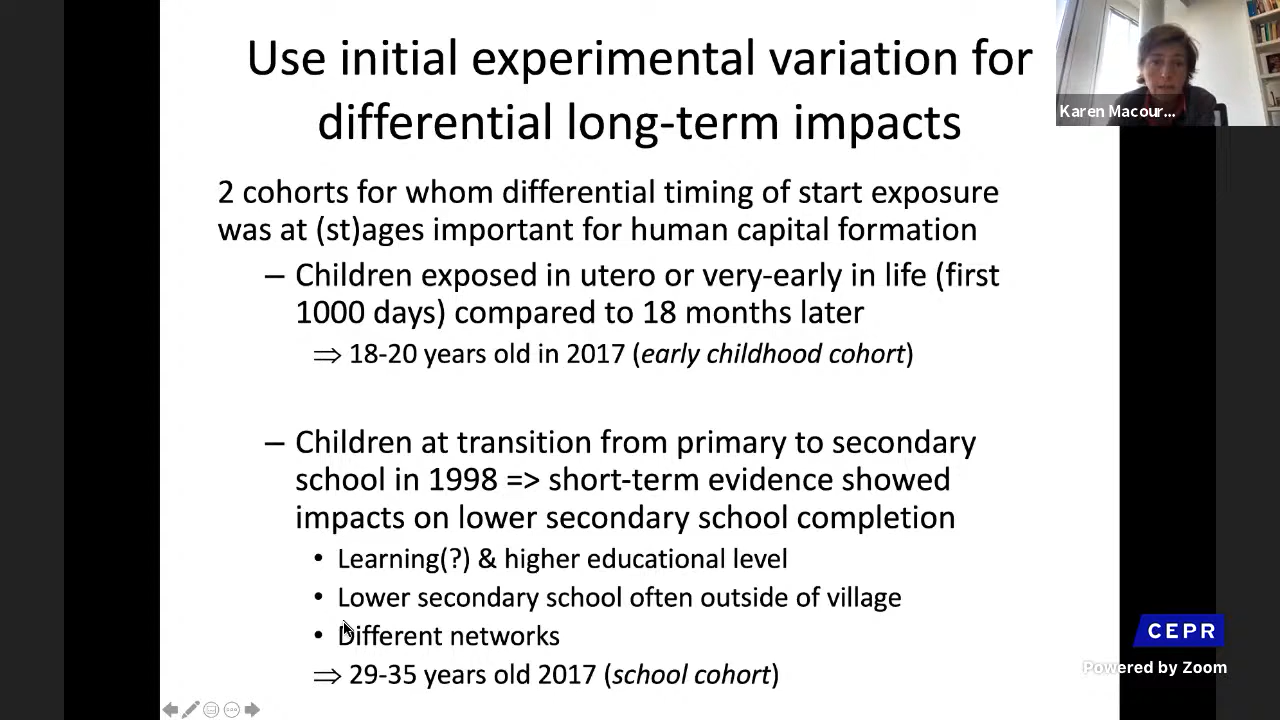 Use initial experimental variation for
differential long-term impacts
Karen Macour...
2 cohorts for whom differential timing of start exposure
was at (st)ages important for human capital formation
– Children exposed in utero or very-early in life (first
1000 days) compared to 18 months later
⇒ 18-20 years old in 2017 (early childhood cohort)
– Children at transition from primary to secondary
school in 1998 => short-term evidence showed
impacts on lower secondary school completion
• Learning(?) & higher educational level
• Lower secondary school often outside of village
• Different networks
⇒ 29-35 years old 2017 (school cohort)
CEPR
Powered by Zoom